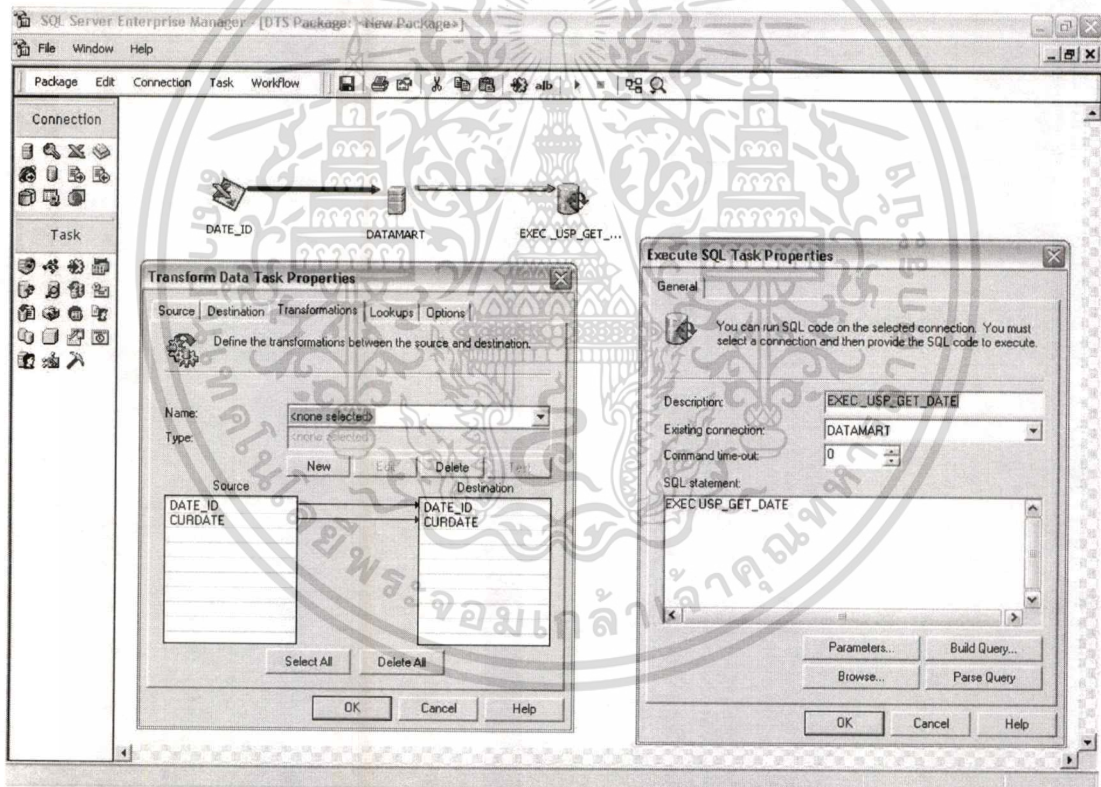 SQL Server Enterprise Manager - [DTS Package: <New Package>]
File Window Help
Package Edit Connection Task Workflow
Connection
Task
DATE_ID
DATAMART
EXEC_USP_GET_...
Transform Data Task Properties
Source Destination Transformations Lookups Options
Define the transformations between the source and destination.
Name: <none selected>
Type: <none selected>
New Edit Delete Test
Source
DATE_ID
CURDATE
Destination
DATE_ID
CURDATE
Select All Delete All
OK Cancel Help
Execute SQL Task Properties
General
You can run SQL code on the selected connection. You must
select a connection and then provide the SQL code to execute.
Description: EXEC_USP_GET_DATE
Existing connection: DATAMART
Command time-out: 0
SQL statement:
EXEC USP_GET_DATE
Parameters... Build Query...
Browse... Parse Query
OK Cancel Help